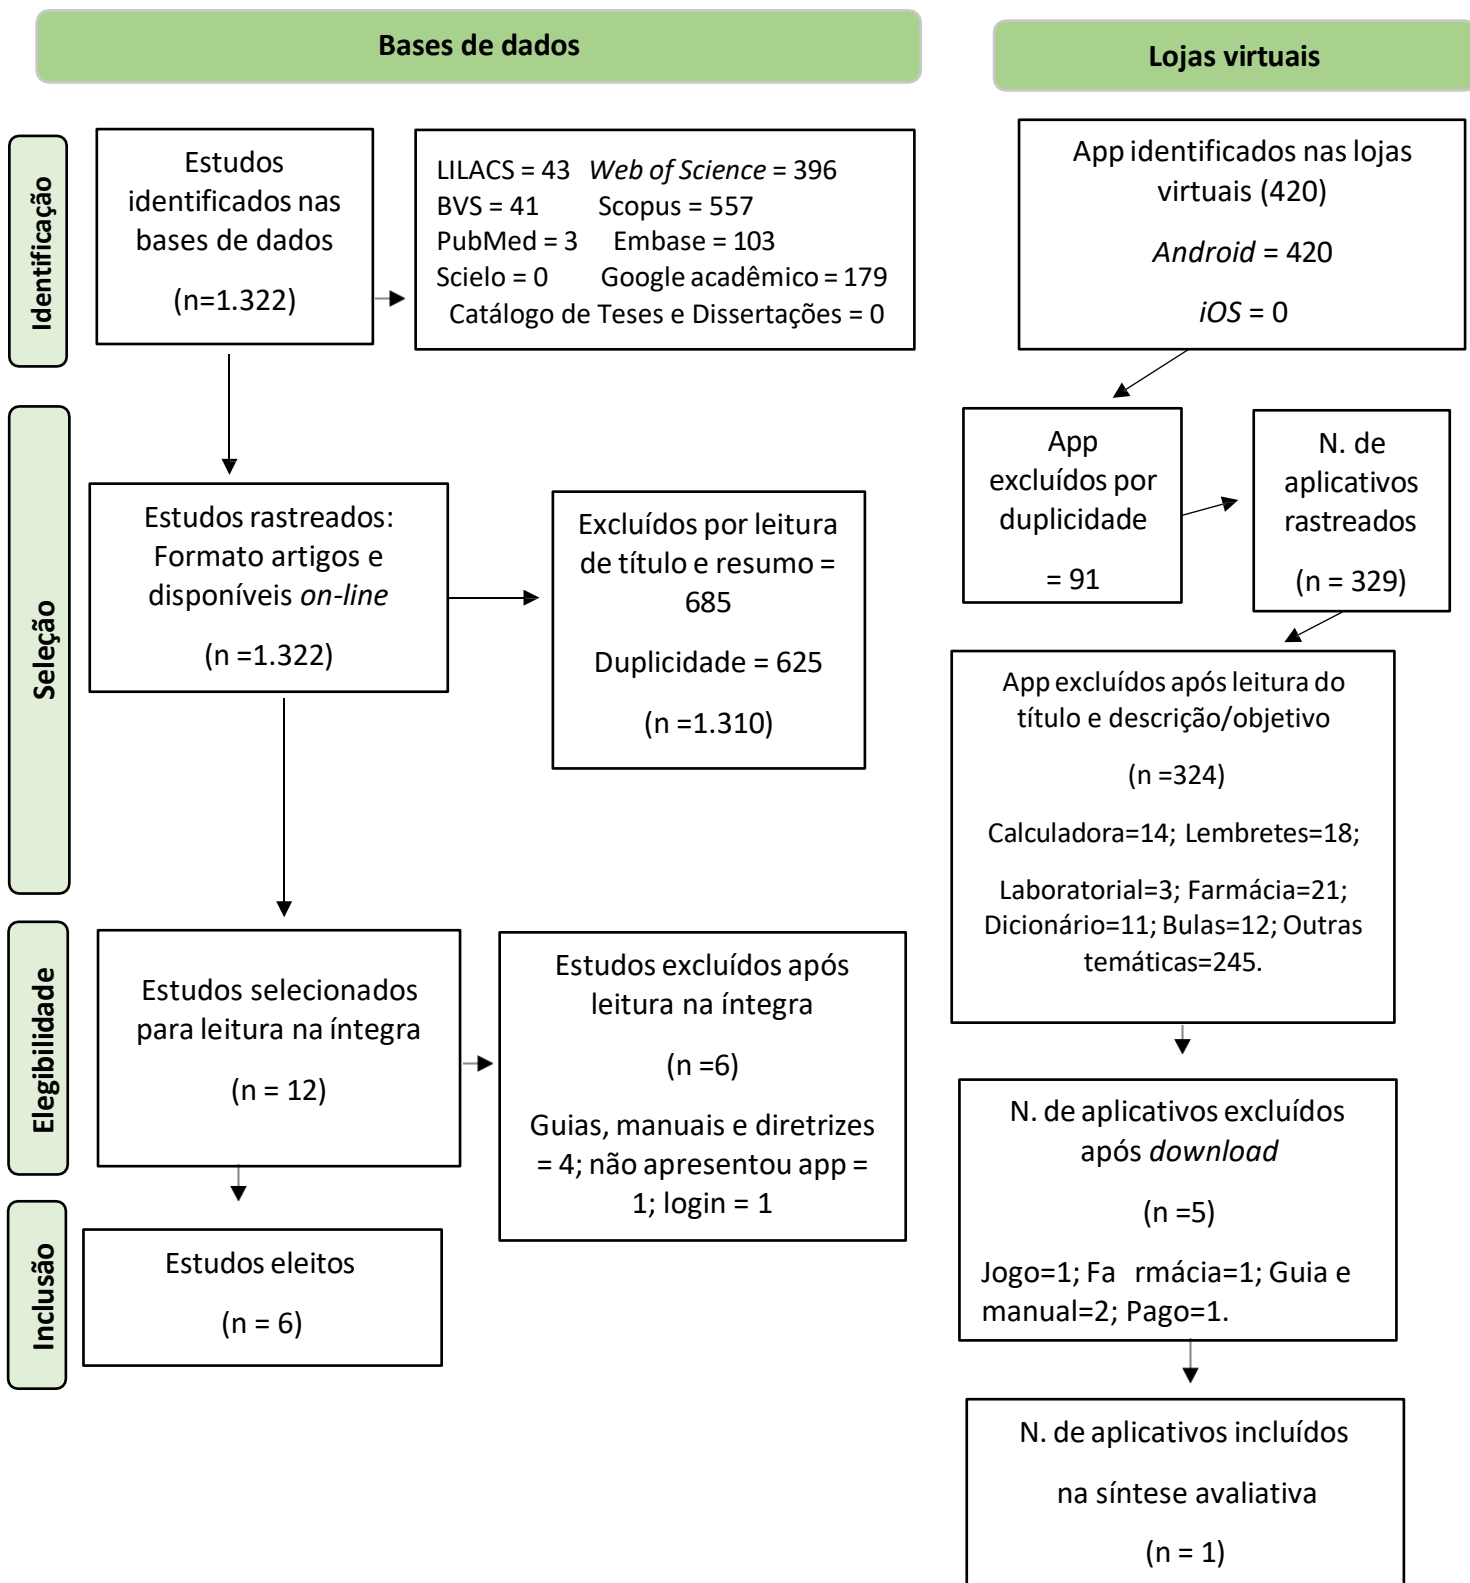 Bases de dados
Lojas virtuais
Identificação
Estudos
identificados nas
bases de dados
(n=1.322)
LILACS = 43 Web of Science = 396
BVS = 41 Scopus = 557
PubMed = 3 Embase = 103
Scielo = 0 Google acadêmico = 179
Catálogo de Teses e Dissertações = 0
App identificados nas lojas
virtuais (420)
Android = 420
iOS = 0
Seleção
Estudos rastreados:
Formato artigos e
disponíveis on-line
(n =1.322)
Excluídos por leitura
de título e resumo =
685
Duplicidade = 625
(n =1.310)
App
excluídos por
duplicidade
= 91
N. de
aplicativos
rastreados
(n = 329)
App excluídos após leitura do
título e descrição/objetivo
(n =324)
Calculadora=14; Lembretes=18;
Laboratorial=3; Farmácia=21;
Dicionário=11; Bulas=12; Outras
temáticas=245.
Elegibilidade
Estudos selecionados
para leitura na íntegra
(n = 12)
Estudos excluídos após
leitura na íntegra
(n =6)
Guias, manuais e diretrizes
= 4; não apresentou app =
1; login = 1
N. de aplicativos excluídos
após download
(n =5)
Jogo=1; Fa rmácia=1; Guia e
manual=2; Pago=1.
Inclusão
Estudos eleitos
(n = 6)
N. de aplicativos incluídos
na síntese avaliativa
(n = 1)